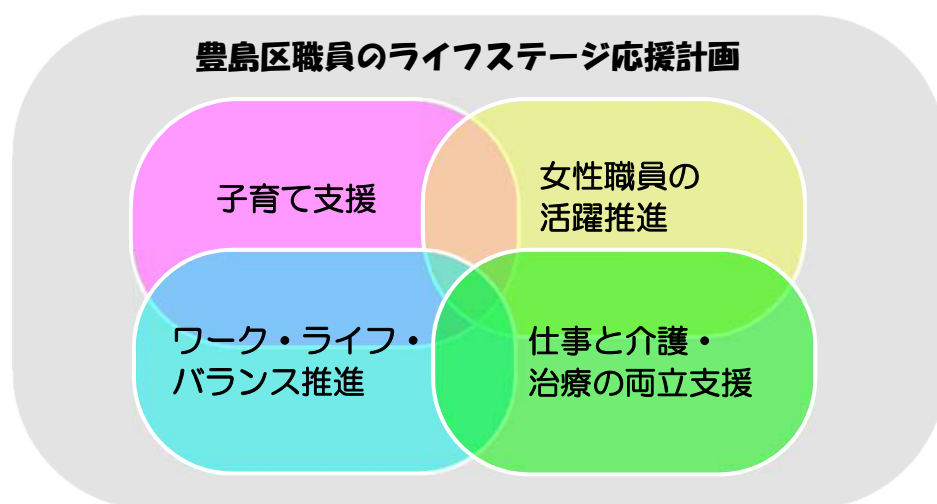 豊島区職員のライフステージ応援計画
子育て支援
女性職員の
活躍推進
ワーク・ライフ・
バランス推進
仕事と介護・
治療の両立支援